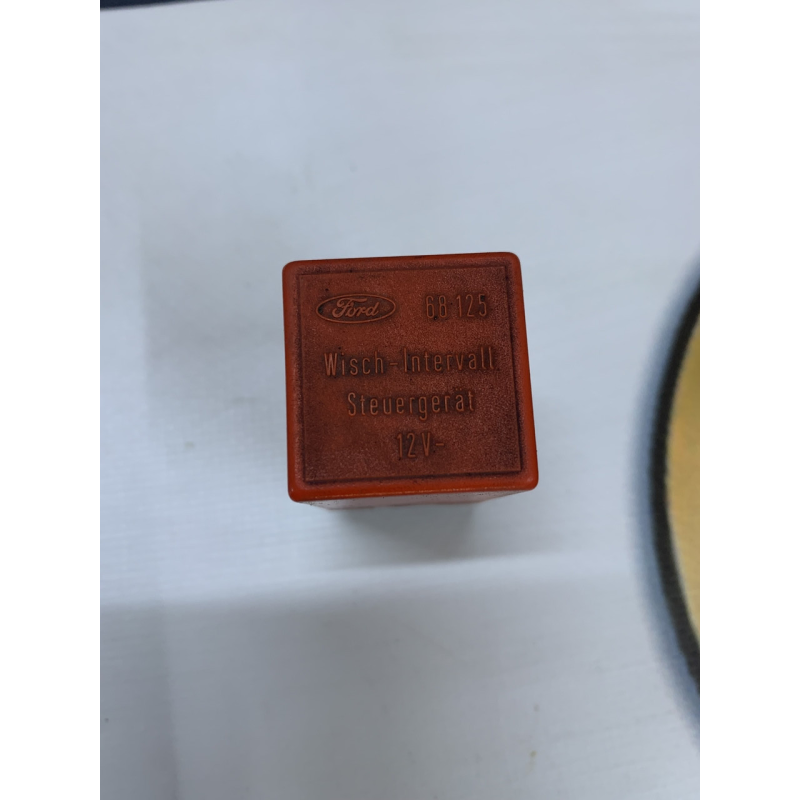 Ford 68 125
Wisch-Intervall
Steuergerät
12V-